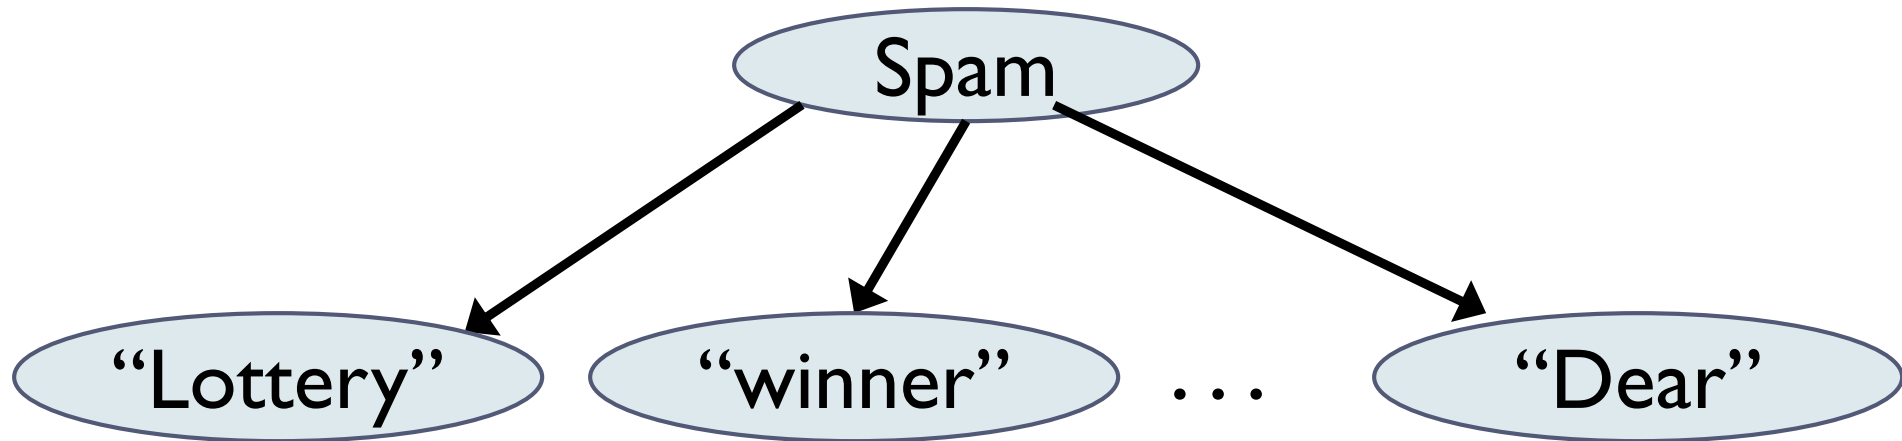 Spam
“Lottery” “winner” ... “Dear”